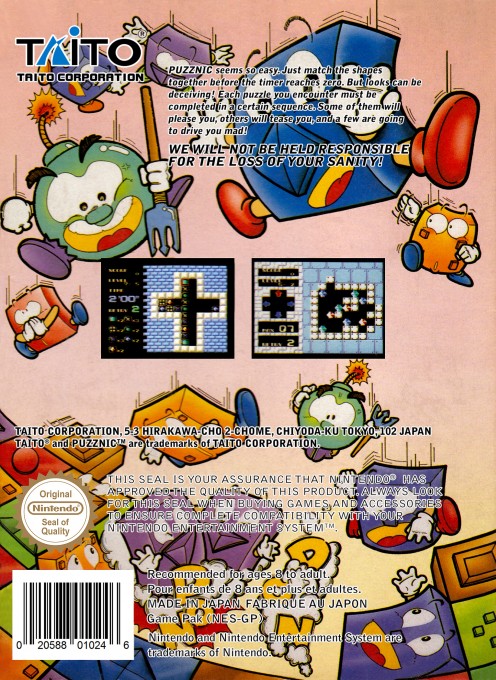 TAITO®
TAITO CORPORATION
PUZZNIC seems so easy. Just match the shapes
together before the timer reaches zero. But looks can be
deceiving! Each puzzle you encounter must be
completed in a certain sequence. Some of them will
please you, others will tease you, and a few are going
to drive you mad!
WE WILL NOT BE HELD RESPONSIBLE
FOR THE LOSS OF YOUR SANITY!
2'00"
2
07
2
TAITO CORPORATION, 5-3 HIRAKAWA-CHO 2-CHOME, CHIYODA-KU TOKYO, 102 JAPAN
TAITO® and PUZZNIC™ are trademarks of TAITO CORPORATION.
Original
Nintendo®
Seal of
Quality
THIS SEAL IS YOUR ASSURANCE THAT NINTENDO® HAS
APPROVED THE QUALITY OF THIS PRODUCT. ALWAYS LOOK
FOR THIS SEAL WHEN BUYING GAMES AND ACCESSORIES
TO ENSURE COMPLETE COMPATIBILITY WITH YOUR
NINTENDO ENTERTAINMENT SYSTEM™.
Recommended for ages 8 to adult.
Pour enfants de 8 ans et plus et adultes.
MADE IN JAPAN, FABRIQUE AU JAPON
Game Pak (NES-GP)
Nintendo and Nintendo Entertainment System are
trademarks of Nintendo.
0 20588 01024 6